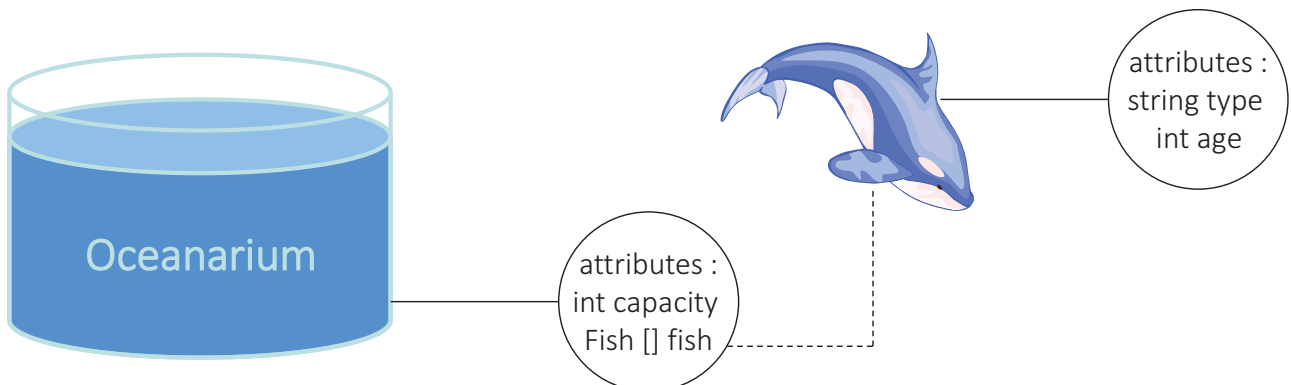 Oceanarium
attributes :
int capacity
Fish [] fish
attributes :
string type
int age